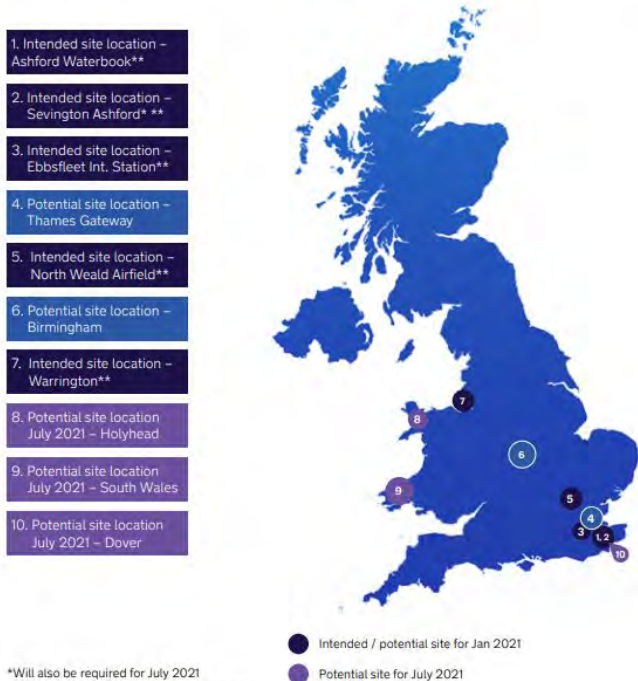 1. Intended site location –
Ashford Waterbook**
2. Intended site location –
Sevington Ashford* **
3. Intended site location –
Ebbsfleet Int. Station**
4. Potential site location –
Thames Gateway
5. Intended site location –
North Weald Airfield**
6. Potential site location –
Birmingham
7. Intended site location –
Warrington**
8. Potential site location
July 2021 – Holyhead
9. Potential site location
July 2021 – South Wales
10. Potential site location
July 2021 – Dover
7
8
6
9
5
4
3
1, 2
10
Intended / potential site for Jan 2021
*Will also be required for July 2021
Potential site for July 2021